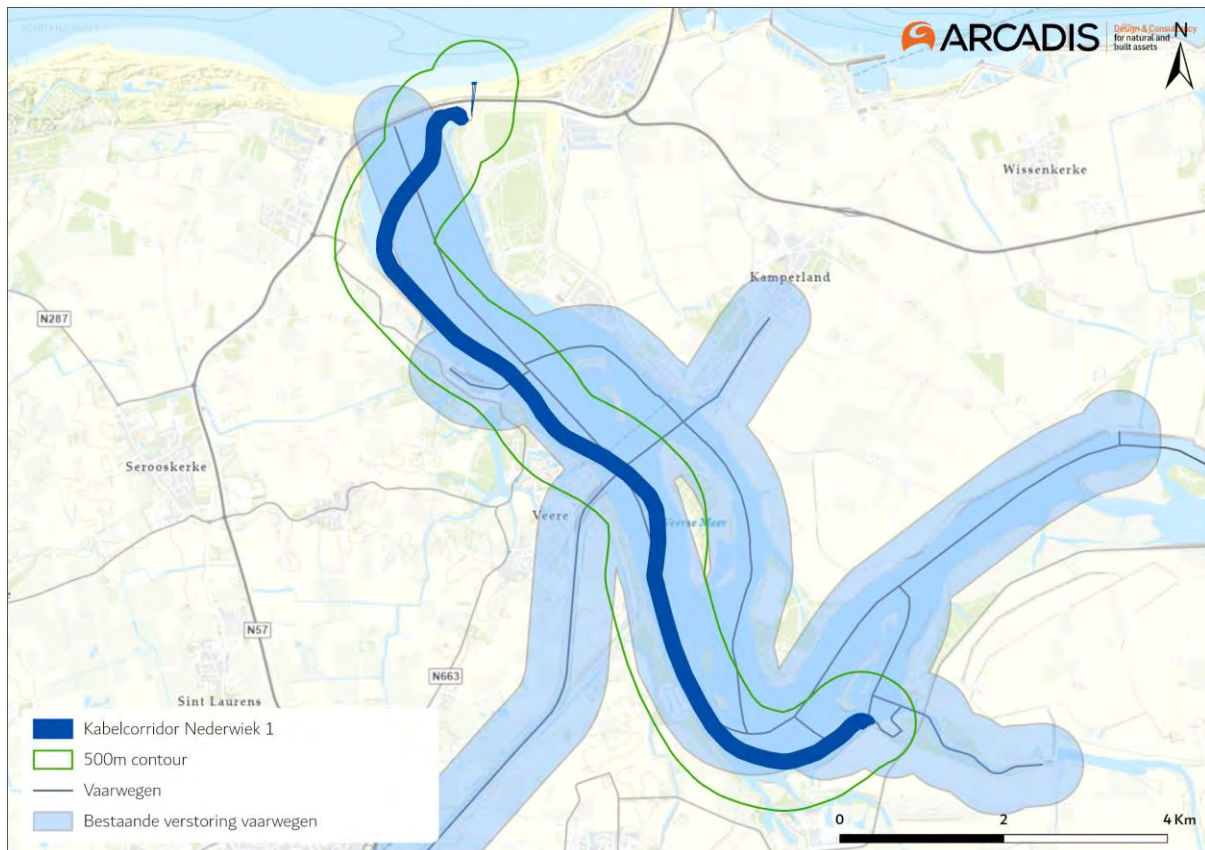 ARCADIS
Design & Consultancy
for natural and
built assets
N
Wissenkerke
Kamperland
N287
Serooskerke
Veere
Veerse Meer
N57
N663
Sint Laurens
Kabelcorridor Nederwiek 1
500m contour
Vaarwegen
Bestaande verstoring vaarwegen
0
2
4 Km